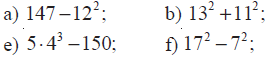 a) 147–12²; b) 13² +11²;
e) 5·4³ –150; f) 17² –7²;